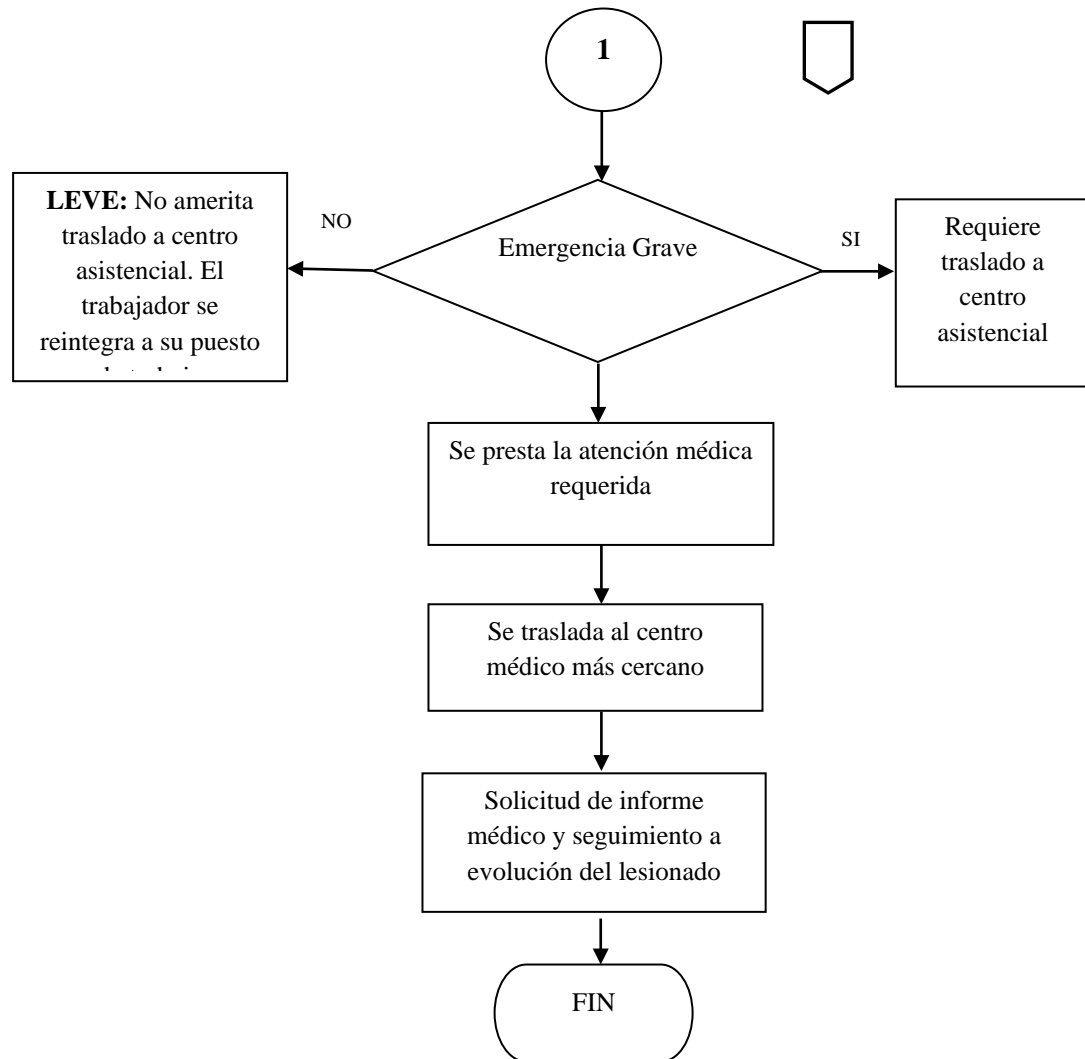 1
LEVE: No amerita
traslado a centro
asistencial. El
trabajador se
reintegra a su puesto
NO
Emergencia Grave
SI
Requiere
traslado a
centro
asistencial
Se presta la atención médica
requerida
Se traslada al centro
médico más cercano
Solicitud de informe
médico y seguimiento a
evolución del lesionado
FIN